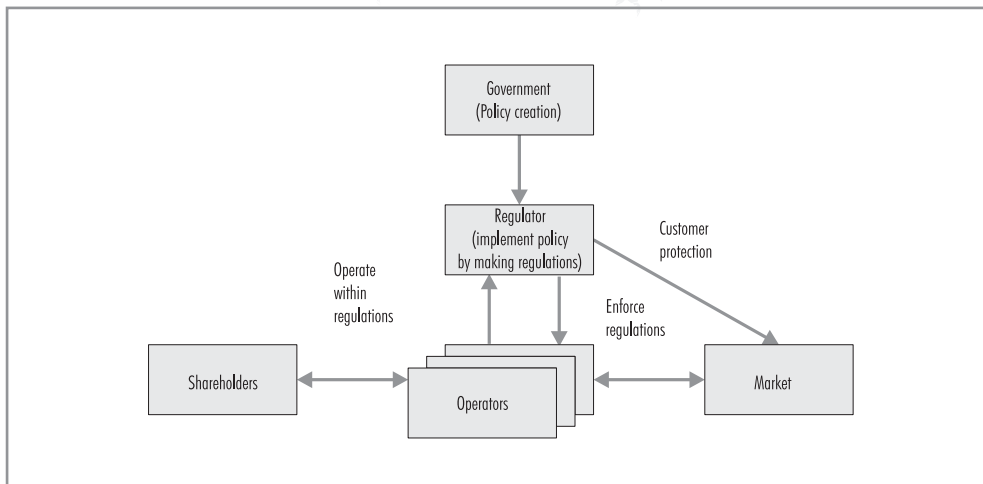 Government
(Policy creation)
Regulator
(implement policy
by making regulations)
Customer
protection
Operate
within
regulations
Enforce
regulations
Shareholders
Operators
Market